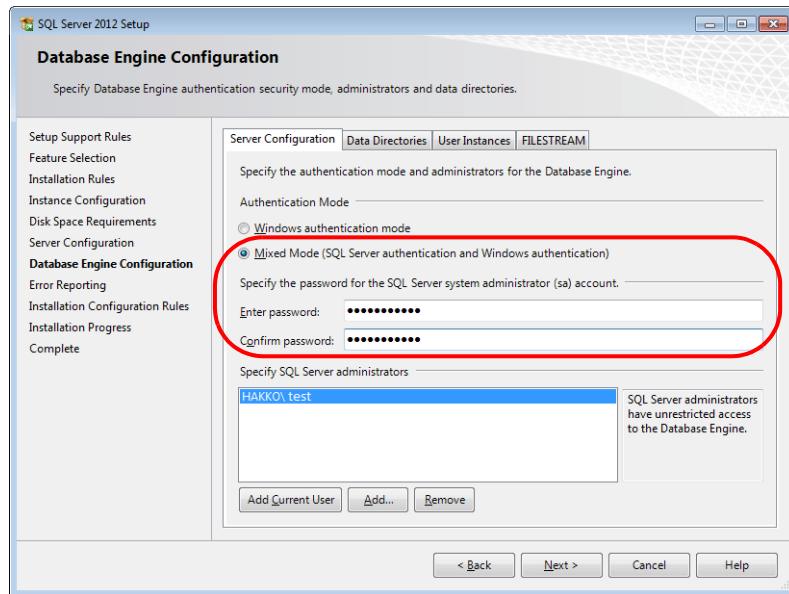 SQL Server 2012 Setup
Database Engine Configuration
Specify Database Engine authentication security mode, administrators and data directories.
Setup Support Rules
Feature Selection
Installation Rules
Instance Configuration
Disk Space Requirements
Server Configuration
Database Engine Configuration
Error Reporting
Installation Configuration Rules
Installation Progress
Complete
Server Configuration Data Directories User Instances FILESTREAM
Specify the authentication mode and administrators for the Database Engine.
Authentication Mode
Windows authentication mode
Mixed Mode (SQL Server authentication and Windows authentication)
Specify the password for the SQL Server system administrator (sa) account.
Enter password: ●●●●●●●●●●●
Confirm password: ●●●●●●●●●●●
Specify SQL Server administrators
HAKKO\ test
SQL Server administrators
have unrestricted access
to the Database Engine.
Add Current User Add... Remove
< Back Next > Cancel Help